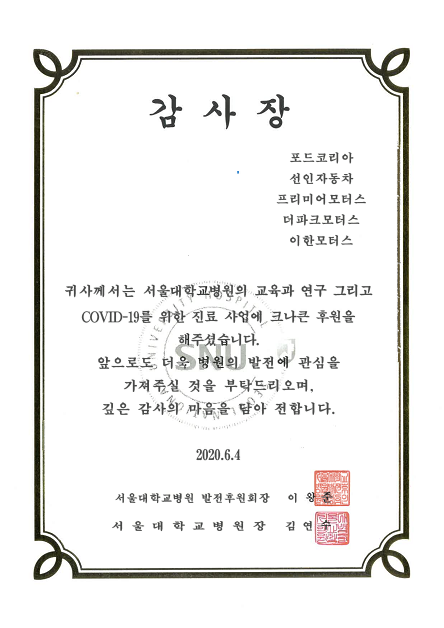 감사장
포드코리아
선인자동차
프리미어모터스
더파크모터스
이한모터스
귀사께서는 서울대학교병원의 교육과 연구 그리고
COVID-19를 위한 진료 사업에 크나큰 후원을
해주셨습니다.
앞으로도 더욱 병원의 발전에 관심을
가져주실 것을 부탁드리오며,
깊은 감사의 마음을 담아 전합니다.
SNU
2020.6.4
서울대학교병원 발전후원회장 이 왕 준
서울대학교병원장 김 연 수